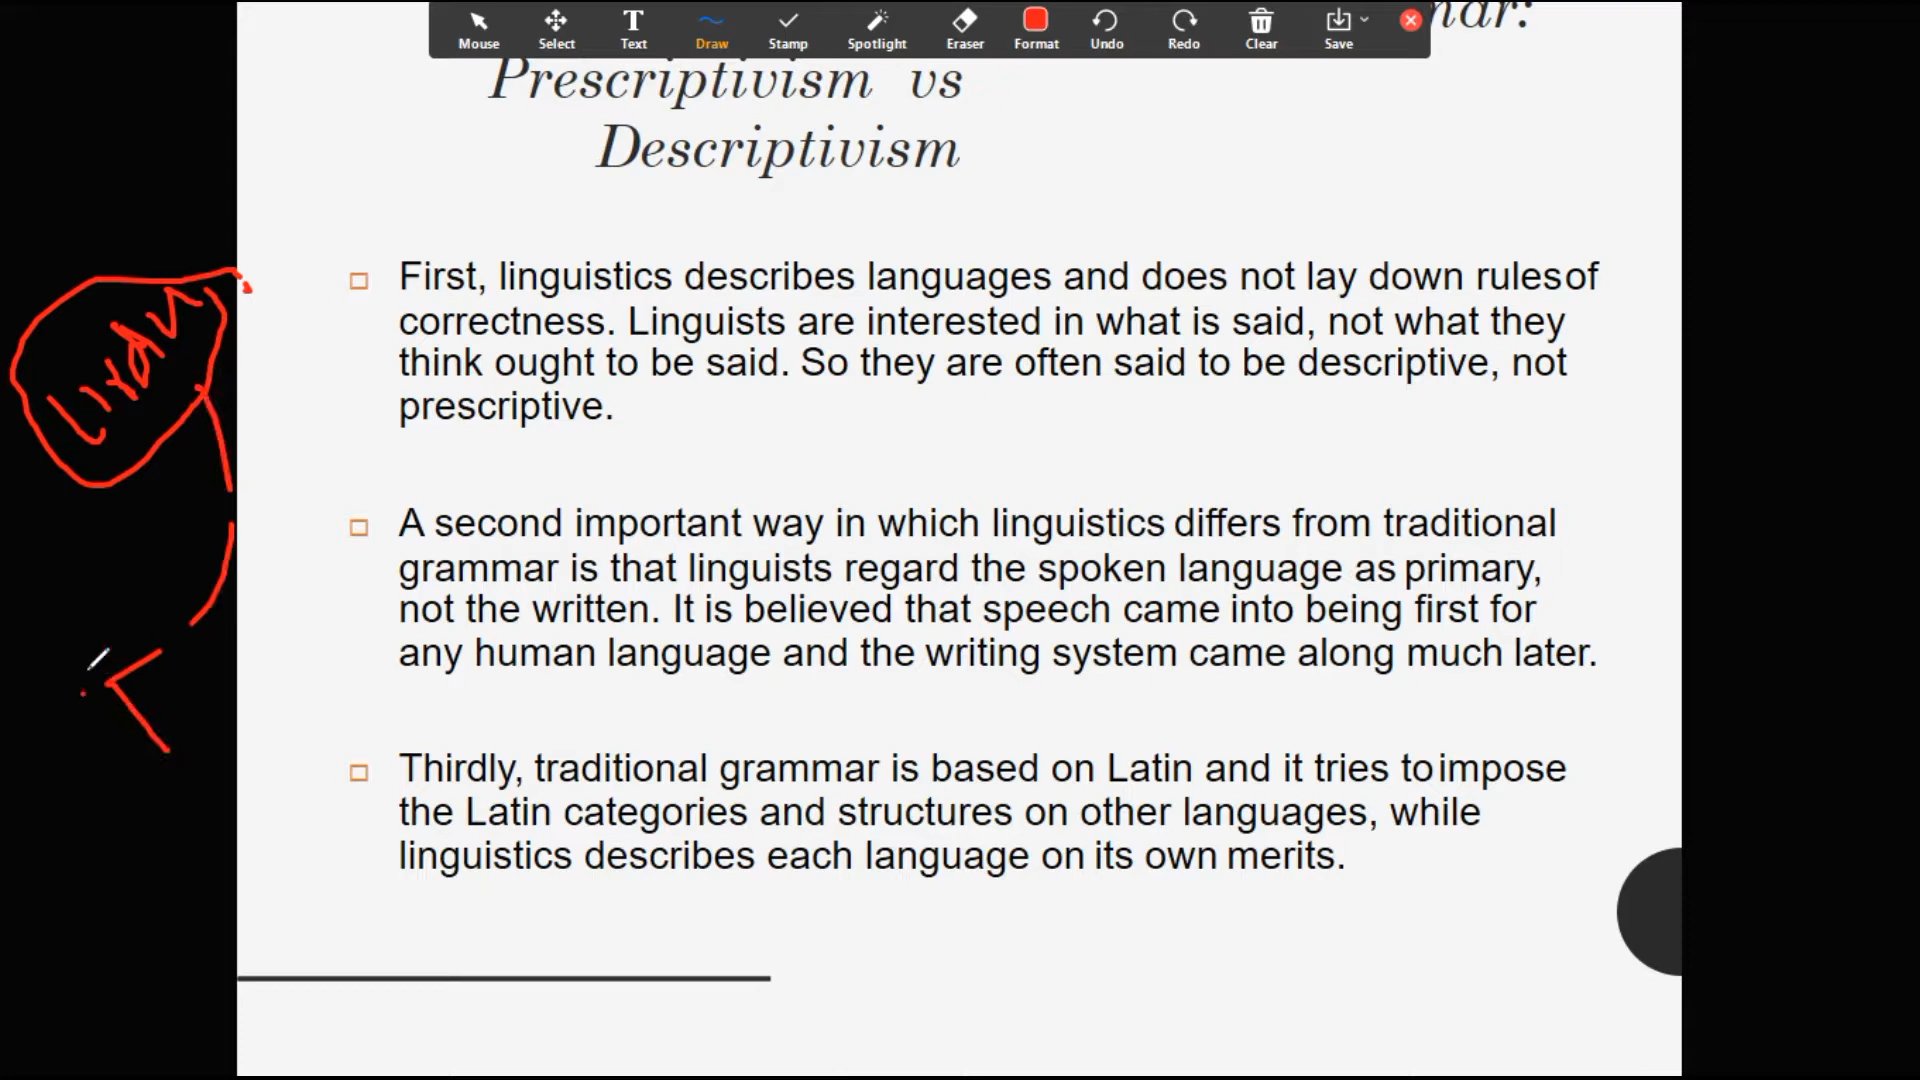 Mouse Select Text Draw Stamp Spotlight Eraser Format Undo Redo Clear Save
Prescriptivism vs
Descriptivism
First, linguistics describes languages and does not lay down rules of
correctness. Linguists are interested in what is said, not what they
think ought to be said. So they are often said to be descriptive, not
prescriptive.
A second important way in which linguistics differs from traditional
grammar is that linguists regard the spoken language as primary,
not the written. It is believed that speech came into being first for
any human language and the writing system came along much later.
Thirdly, traditional grammar is based on Latin and it tries to impose
the Latin categories and structures on other languages, while
linguistics describes each language on its own merits.